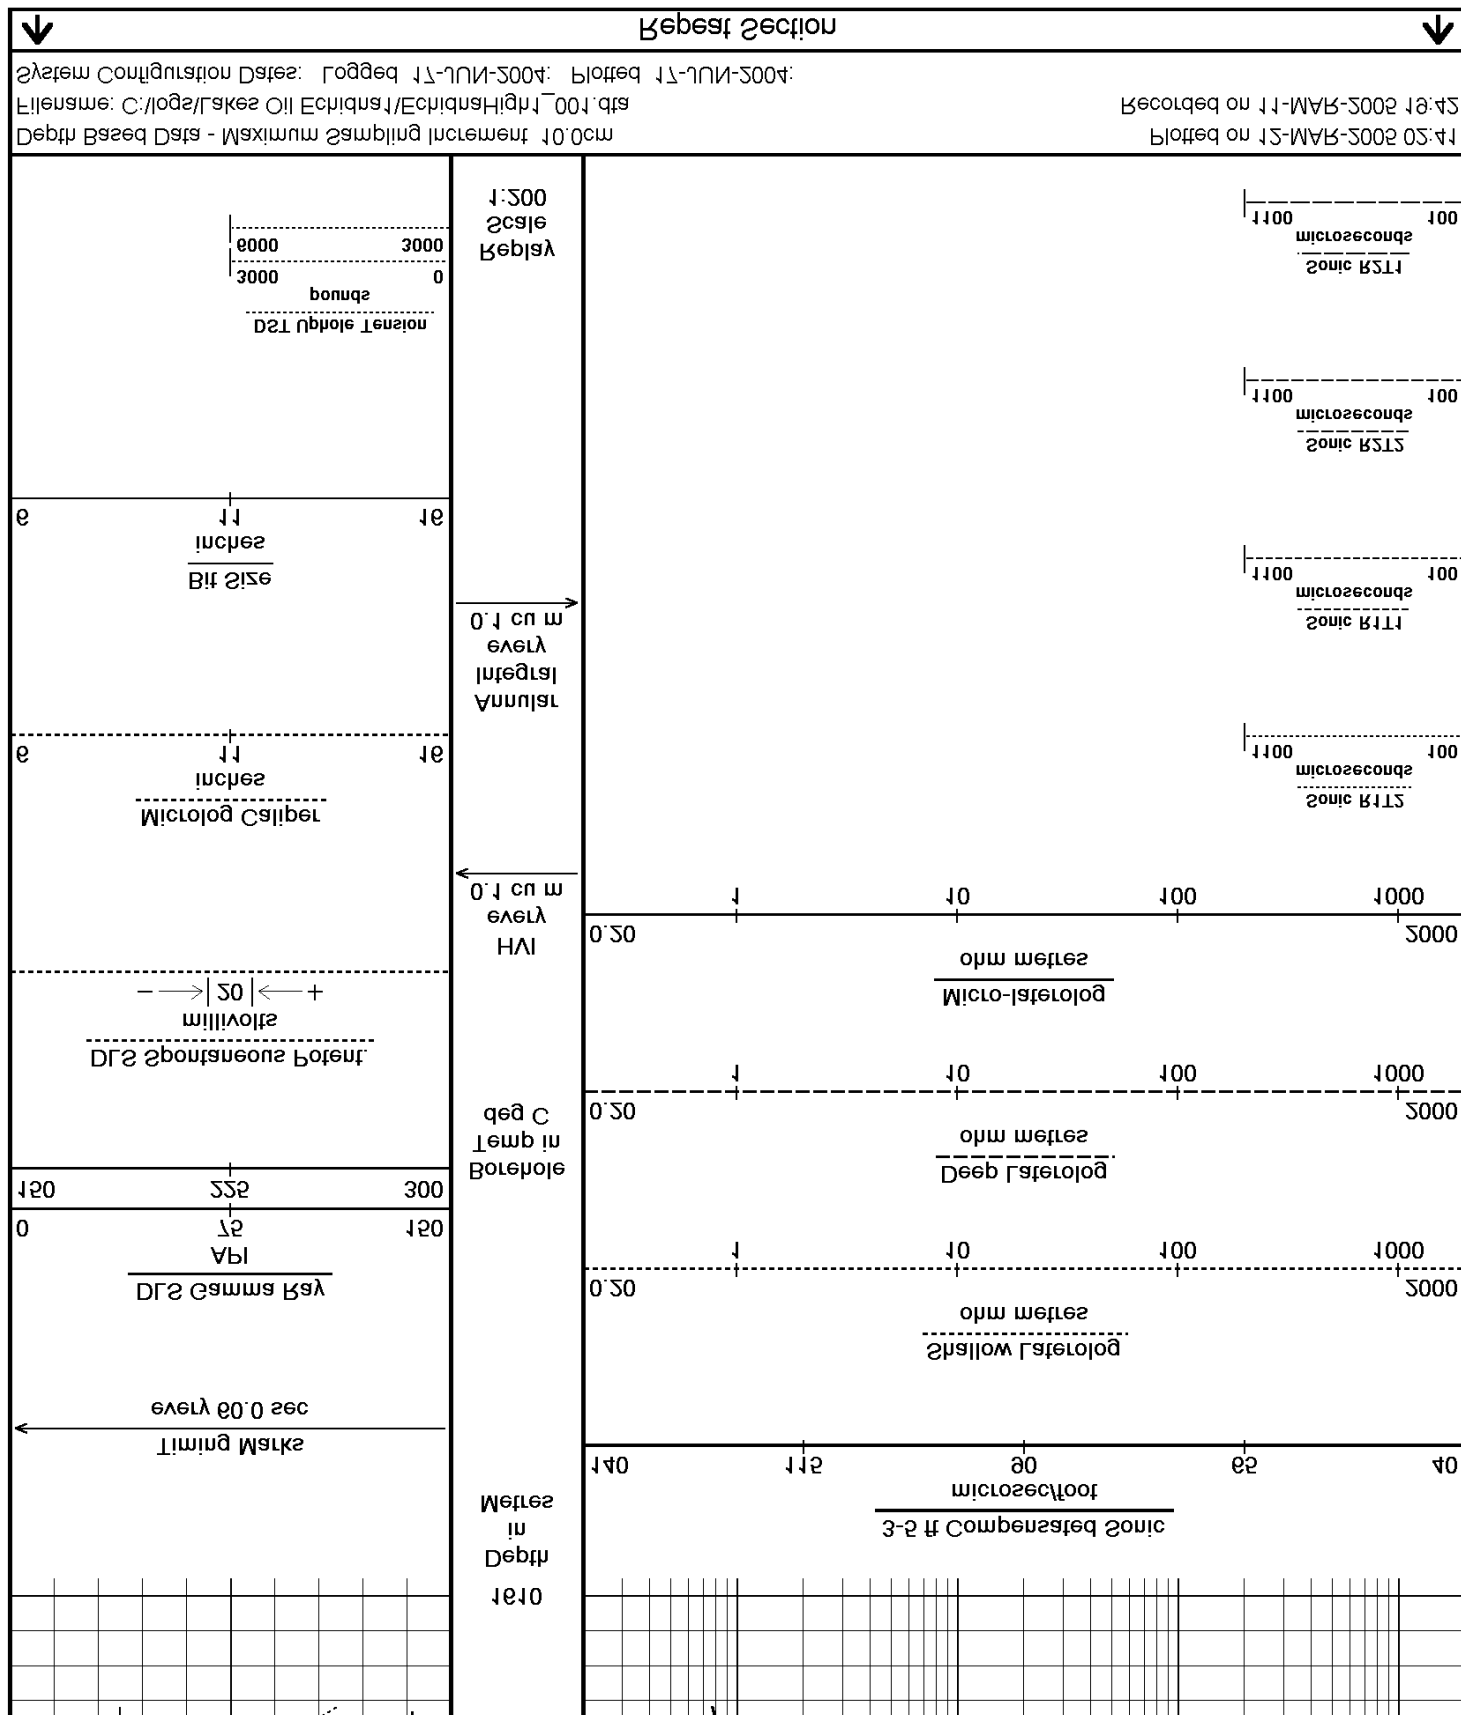 1610
Depth
in
Metres
3-5 ft Compensated Sonic
microsec/foot
140 115 90 65 40
Timing Marks
every 60.0 sec
Shallow Laterolog
ohm metres
0.20 2000
1 10 100 1000
DLS Gamma Ray
API
0 75 150
150 225 300
Borehole
Temp in
deg C
Deep Laterolog
ohm metres
0.20 2000
1 10 100 1000
DLS Spontaneous Potent.
millivolts
- 20 +
Micro-laterolog
ohm metres
0.20 2000
1 10 100 1000
HVI
every
0.1 cu m
Microlog Caliper
inches
6 11 16
Sonic R1T2
microseconds
1100 100
Annular
Integral
every
0.1 cu m
Sonic R1T1
microseconds
1100 100
Bit Size
inches
6 11 16
Sonic R2T2
microseconds
1100 100
DST Uphole Tension
pounds
3000 0
6000 3000
Replay
Scale
1:200
Sonic R2T1
microseconds
1100 100
Depth Based Data - Maximum Sampling Increment 10.0cm
Plotted on 12-MAR-2005 02:41
Filename: C:\logs\Lakes Oil Echidna1\EchidnaHigh1_001.dta
Recorded on 11-MAR-2005 19:42
System Configuration Dates: Logged 17-JUN-2004: Plotted 17-JUN-2004:
Repeat Section